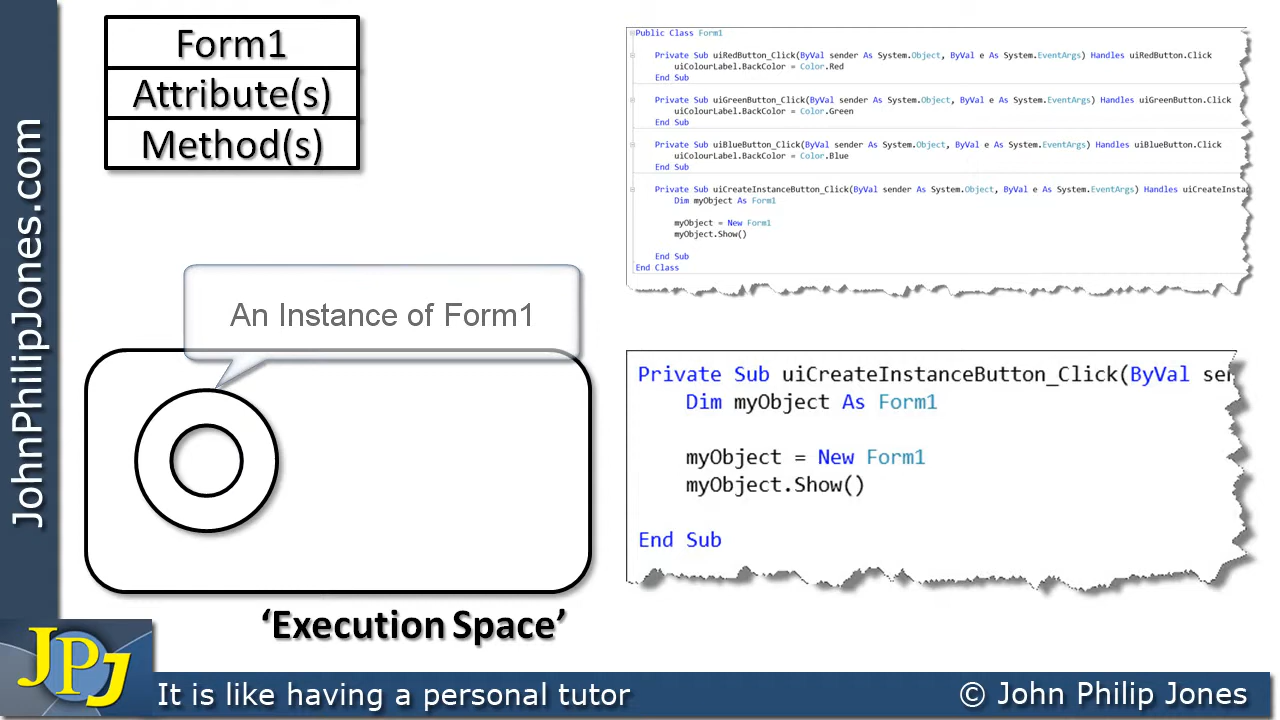 Form1
Attribute(s)
Method(s)
An Instance of Form1
‘Execution Space’
Public Class Form1
Private Sub uiRedButton_Click(ByVal sender As System.Object, ByVal e As System.EventArgs) Handles uiRedButton.Click
uiColourLabel.BackColor = Color.Red
End Sub
Private Sub uiGreenButton_Click(ByVal sender As System.Object, ByVal e As System.EventArgs) Handles uiGreenButton.Click
uiColourLabel.BackColor = Color.Green
End Sub
Private Sub uiBlueButton_Click(ByVal sender As System.Object, ByVal e As System.EventArgs) Handles uiBlueButton.Click
uiColourLabel.BackColor = Color.Blue
End Sub
Private Sub uiCreateInstanceButton_Click(ByVal sender As System.Object, ByVal e As System.EventArgs) Handles uiCreateInsta
Dim myObject As Form1
myObject = New Form1
myObject.Show()
End Sub
End Class
Private Sub uiCreateInstanceButton_Click(ByVal sen
Dim myObject As Form1
myObject = New Form1
myObject.Show()
End Sub
JohnPhilipJones.com
JPJ
It is like having a personal tutor
© John Philip Jones